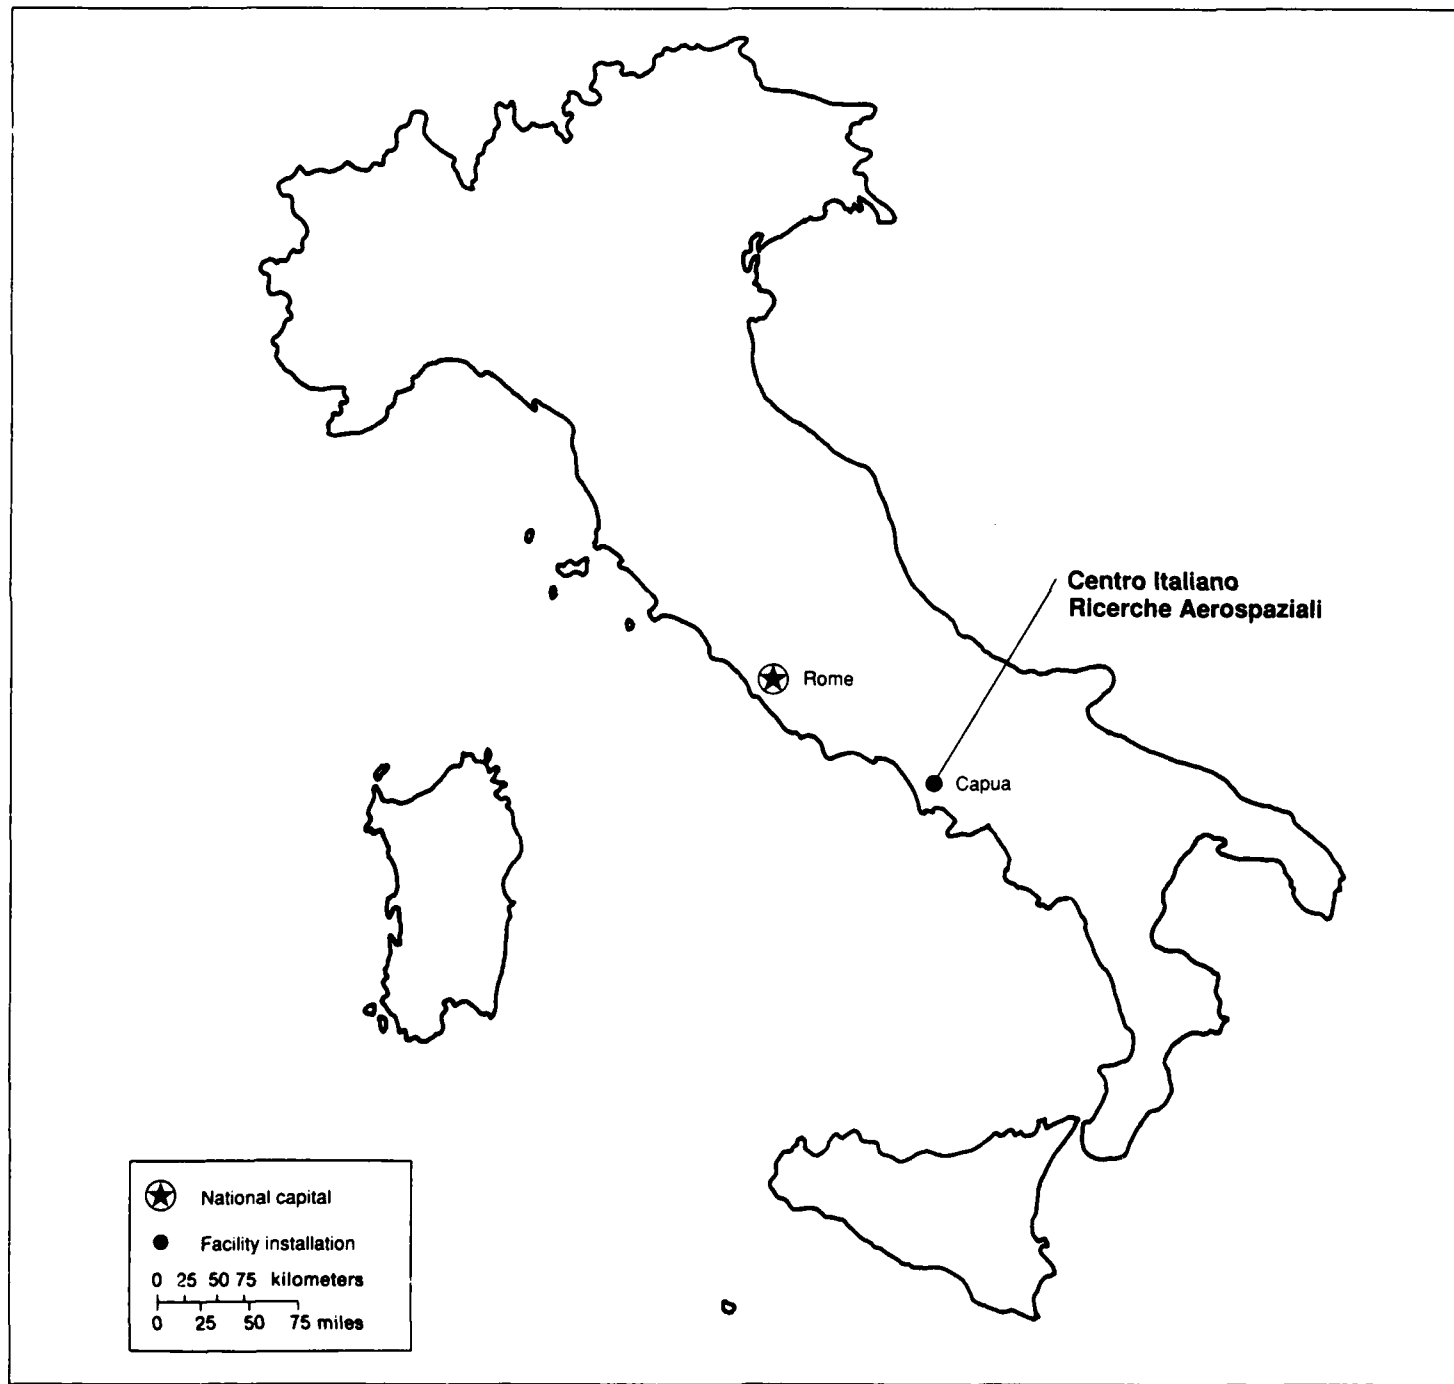 Centro Italiano
Ricerche Aerospaziali
Rome
Capua
National capital
Facility installation
0 25 50 75 kilometers
0 25 50 75 miles